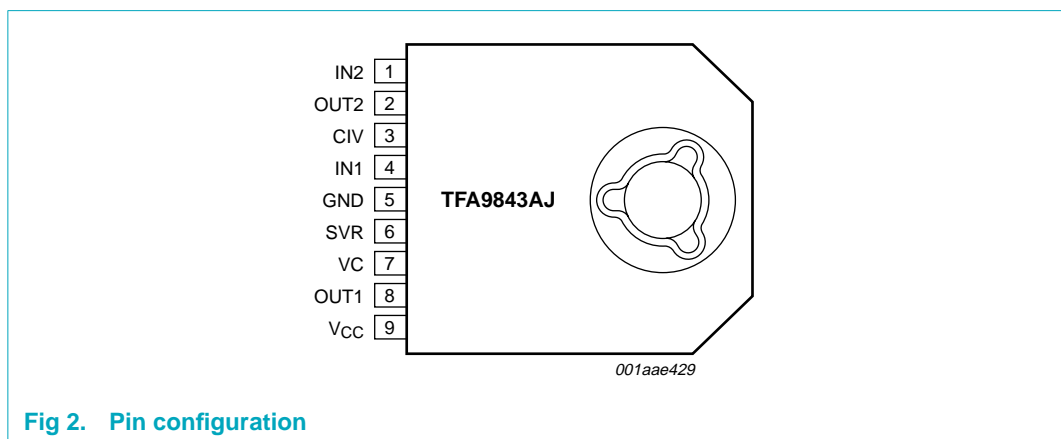 IN2 1
OUT2 2
CIV 3
IN1 4
GND 5
TFA9843AJ
SVR 6
VC 7
OUT1 8
VCC 9
001aae429
Fig 2. Pin configuration